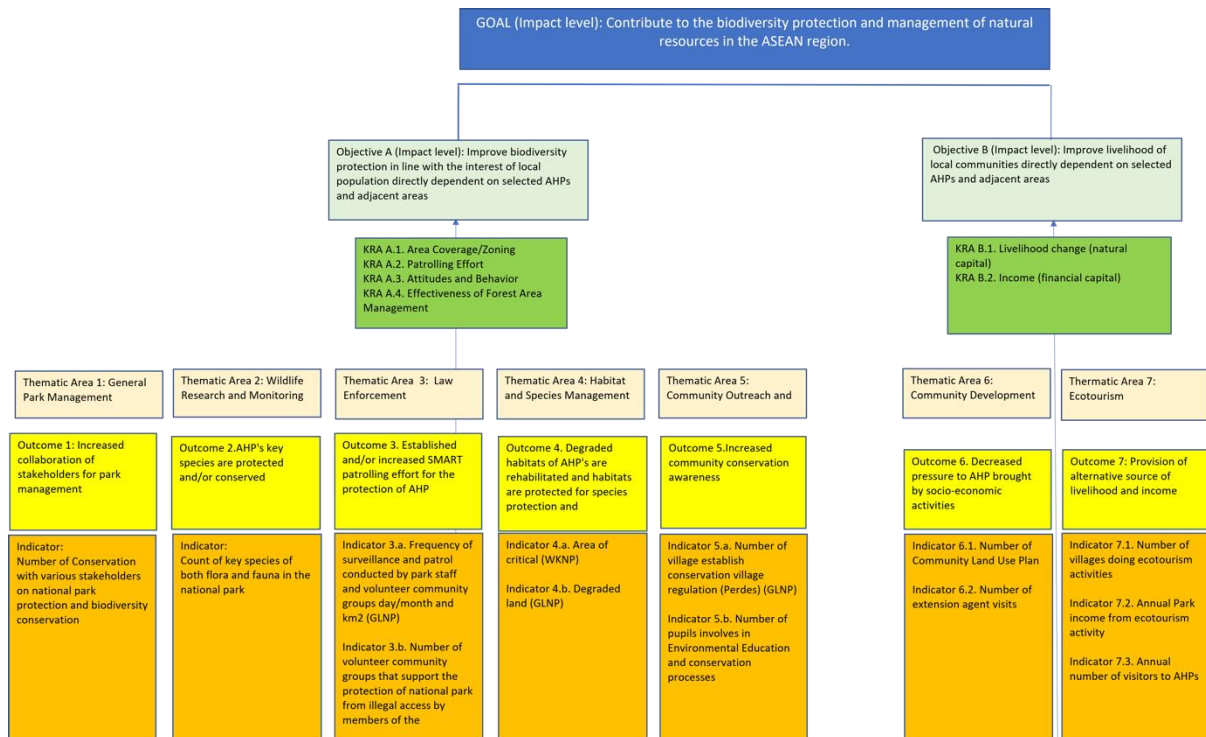 GOAL (Impact level): Contribute to the biodiversity protection and management of natural
resources in the ASEAN region.
Objective A (Impact level): Improve biodiversity
protection in line with the interest of local
population directly dependent on selected AHPs
and adjacent areas
Objective B (Impact level): Improve livelihood of
local communities directly dependent on selected
AHPs and adjacent areas
KRA A.1. Area Coverage/Zoning
KRA A.2. Patrolling Effort
KRA A.3. Attitudes and Behavior
KRA A.4. Effectiveness of Forest Area
Management
KRA B.1. Livelihood change (natural
capital)
KRA B.2. Income (financial capital)
Thematic Area 1: General
Park Management
Thematic Area 2: Wildlife
Research and Monitoring
Thematic Area 3: Law
Enforcement
Thematic Area 4: Habitat
and Species Management
Thematic Area 5:
Community Outreach and
Thematic Area 6:
Community Development
Thermatic Area 7:
Ecotourism
Outcome 1: Increased
collaboration of
stakeholders for park
management
Outcome 2.AHP's key
species are protected
and/or conserved
Outcome 3. Established
and/or increased SMART
patrolling effort for the
protection of AHP
Outcome 4. Degraded
habitats of AHP's are
rehabilitated and habitats
are protected for species
protection and
Outcome 5.Increased
community conservation
awareness
Outcome 6. Decreased
pressure to AHP brought
by socio-economic
activities
Outcome 7: Provision of
alternative source of
livelihood and income
Indicator:
Number of Conservation
with various stakeholders
on national park
protection and biodiversity
conservation
Indicator:
Count of key species of
both flora and fauna in the
national park
Indicator 3.a. Frequency of
surveillance and patrol
conducted by park staff
and volunteer community
groups day/month and
km2 (GLNP)
Indicator 3.b. Number of
volunteer community
groups that support the
protection of national park
from illegal access by
members of the
Indicator 4.a. Area of
critical (WKNP)
Indicator 4.b. Degraded
land (GLNP)
Indicator 5.a. Number of
village establish
conservation village
regulation (Perdes) (GLNP)
Indicator 5.b. Number of
pupils involves in
Environmental Education
and conservation
processes
Indicator 6.1. Number of
Community Land Use Plan
Indicator 6.2. Number of
extension agent visits
Indicator 7.1. Number of
villages doing ecotourism
activities
Indicator 7.2. Annual Park
income from ecotourism
activity
Indicator 7.3. Annual
number of visitors to AHPs